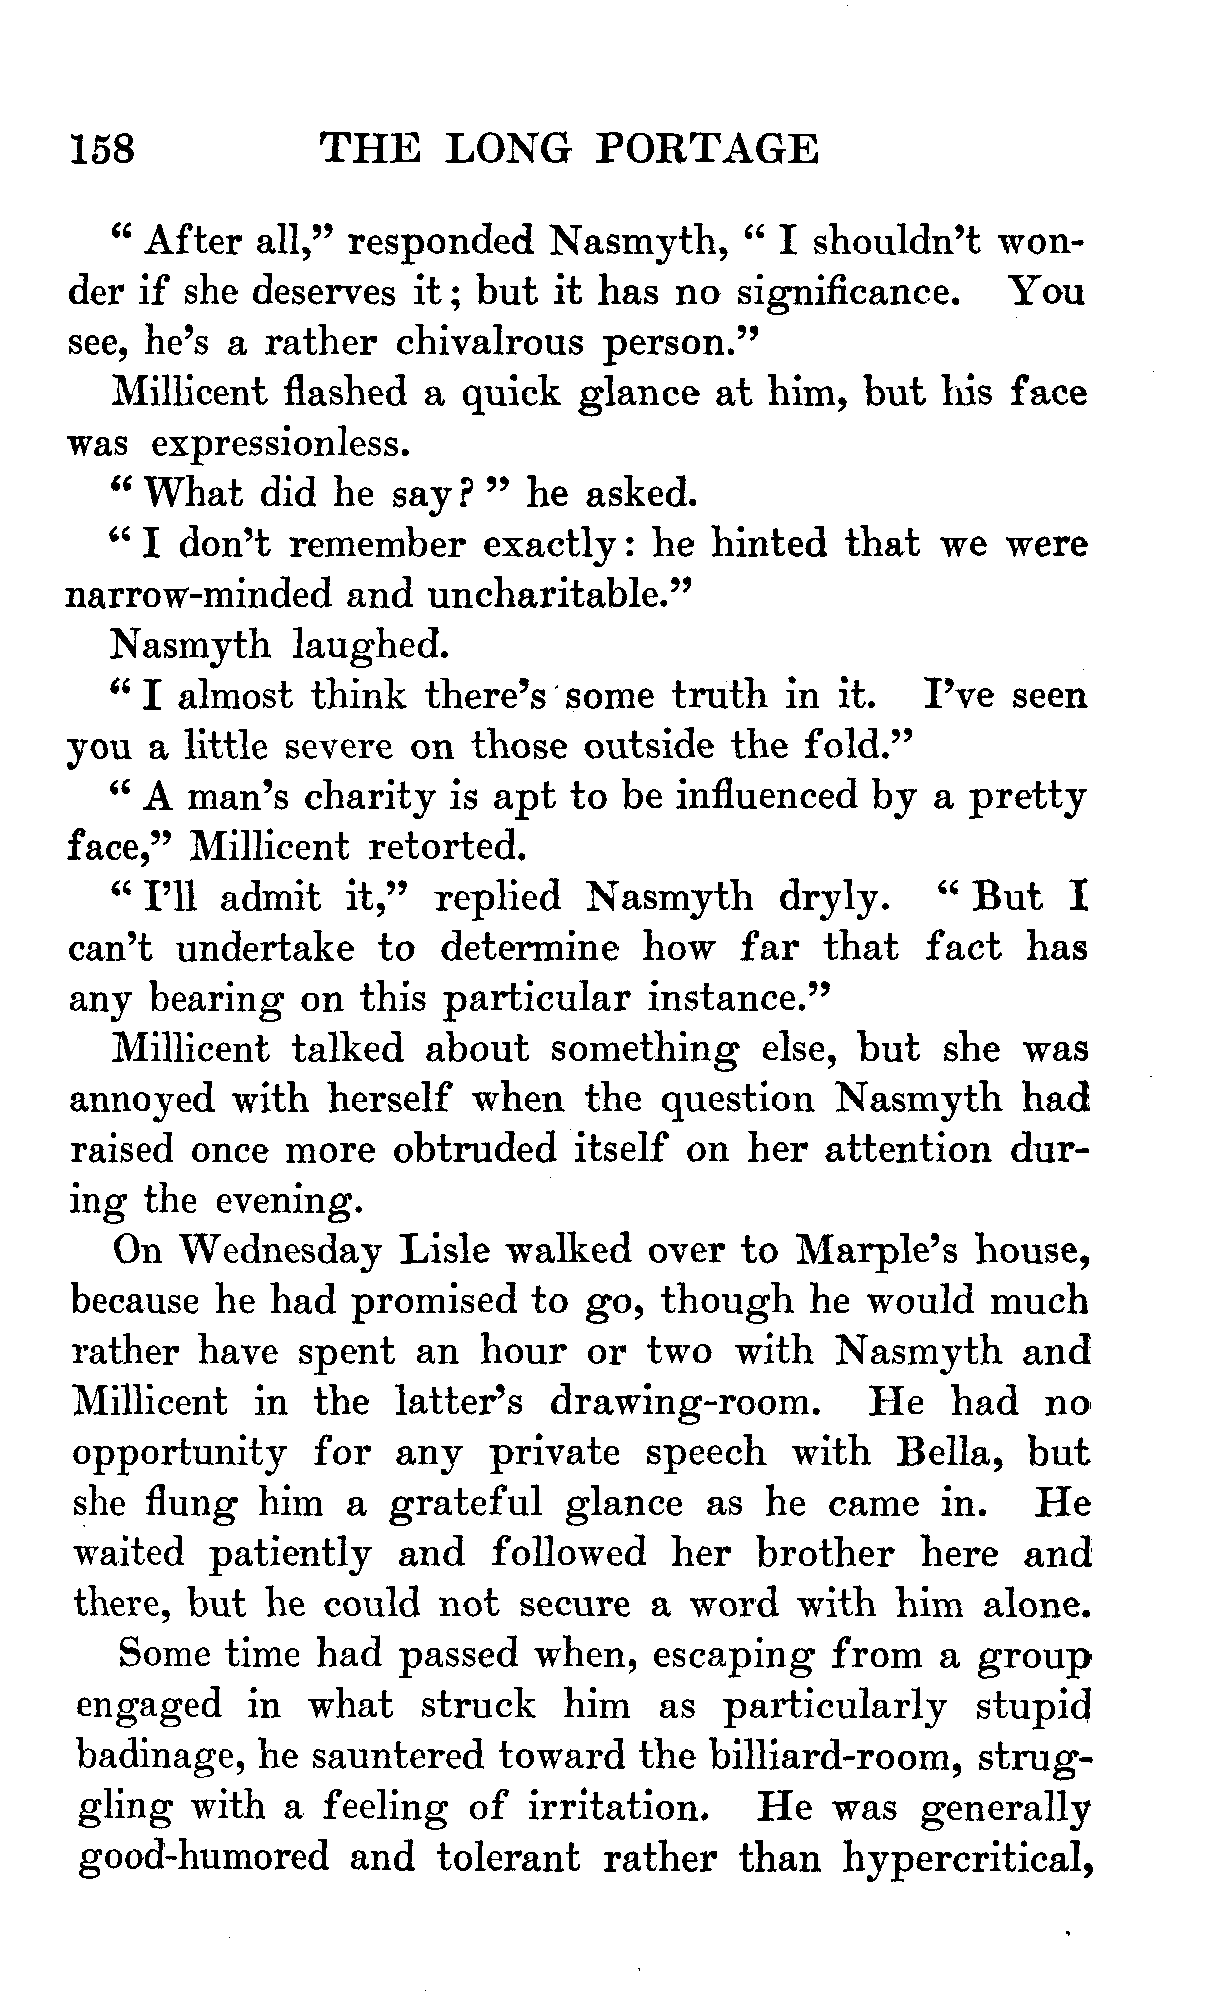 158 THE LONG PORTAGE
“ After all,” responded Nasmyth, “ I shouldn’t won-
der if she deserves it ; but it has no significance. You
see, he’s a rather chivalrous person.”
Millicent flashed a quick glance at him, but his face
was expressionless.
“ What did he say ? ” he asked.
“ I don’t remember exactly : he hinted that we were
narrow-minded and uncharitable.”
Nasmyth laughed.
“ I almost think there’s some truth in it. I’ve seen
you a little severe on those outside the fold.”
“ A man’s charity is apt to be influenced by a pretty
face,” Millicent retorted.
“ I’ll admit it,” replied Nasmyth dryly. “ But I
can’t undertake to determine how far that fact has
any bearing on this particular instance.”
Millicent talked about something else, but she was
annoyed with herself when the question Nasmyth had
raised once more obtruded itself on her attention dur-
ing the evening.
On Wednesday Lisle walked over to Marple’s house,
because he had promised to go, though he would much
rather have spent an hour or two with Nasmyth and
Millicent in the latter’s drawing-room. He had no
opportunity for any private speech with Bella, but
she flung him a grateful glance as he came in. He
waited patiently and followed her brother here and
there, but he could not secure a word with him alone.
Some time had passed when, escaping from a group
engaged in what struck him as particularly stupid
badinage, he sauntered toward the billiard-room, strug-
gling with a feeling of irritation. He was generally
good-humored and tolerant rather than hypercritical,